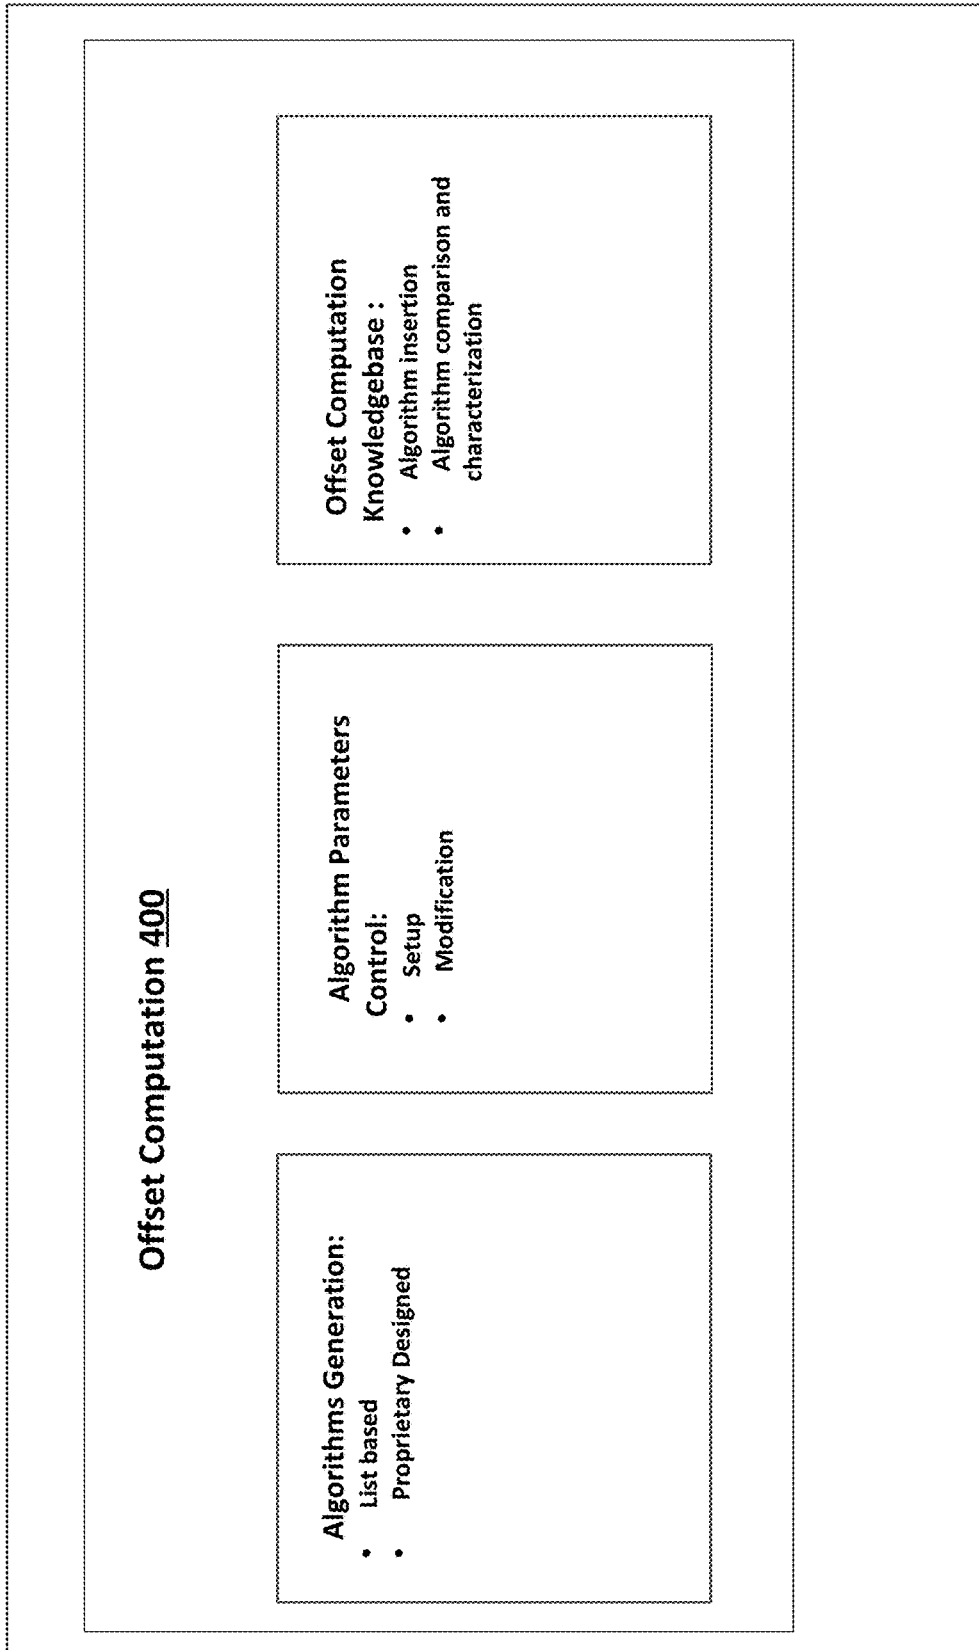 Offset Computation 400
Algorithms Generation:
• List based
• Proprietary Designed
Algorithm Parameters
Control:
• Setup
• Modification
Offset Computation
Knowledgebase :
• Algorithm insertion
• Algorithm comparison and
characterization